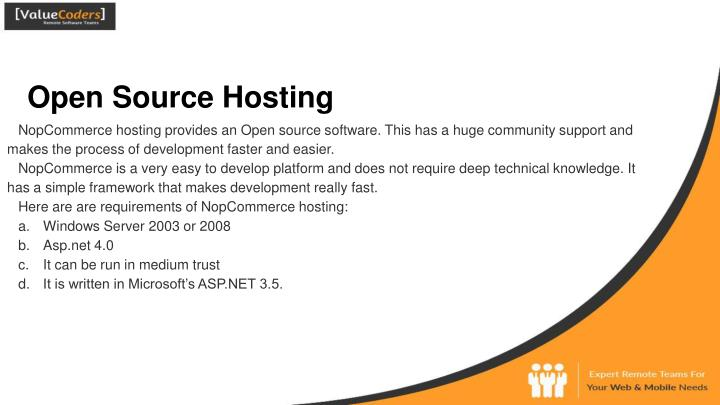 [ValueCoders]
Remote Software Teams
Open Source Hosting
NopCommerce hosting provides an Open source software. This has a huge community support and
makes the process of development faster and easier.
NopCommerce is a very easy to develop platform and does not require deep technical knowledge. It
has a simple framework that makes development really fast.
Here are are requirements of NopCommerce hosting:
a. Windows Server 2003 or 2008
b. Asp.net 4.0
c. It can be run in medium trust
d. It is written in Microsoft’s ASP.NET 3.5.
Expert Remote Teams For
Your Web & Mobile Needs